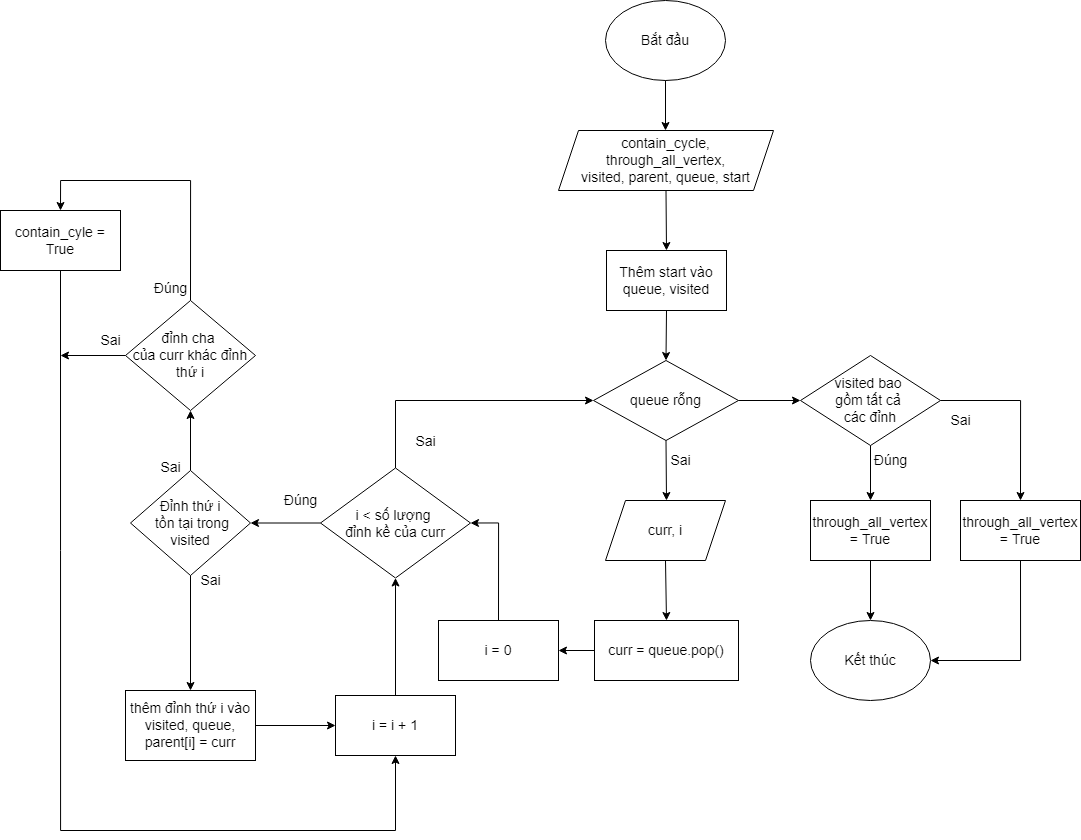 Bắt đầu
contain_cycle,
through_all_vertex,
visited, parent, queue, start
Thêm start vào
queue, visited
queue rỗng
Sai
visited bao
gồm tất cả
các đỉnh
Sai
Đúng
through_all_vertex
= True
through_all_vertex
= True
Kết thúc
curr, i
curr = queue.pop()
i = 0
i < số lượng
đỉnh kề của curr
Sai
Đúng
Đỉnh thứ i
tồn tại trong
visited
Sai
Sai
đỉnh cha
của curr khác đỉnh
thứ i
Đúng
Sai
contain_cyle =
True
thêm đỉnh thứ i vào
visited, queue,
parent[i] = curr
i = i + 1